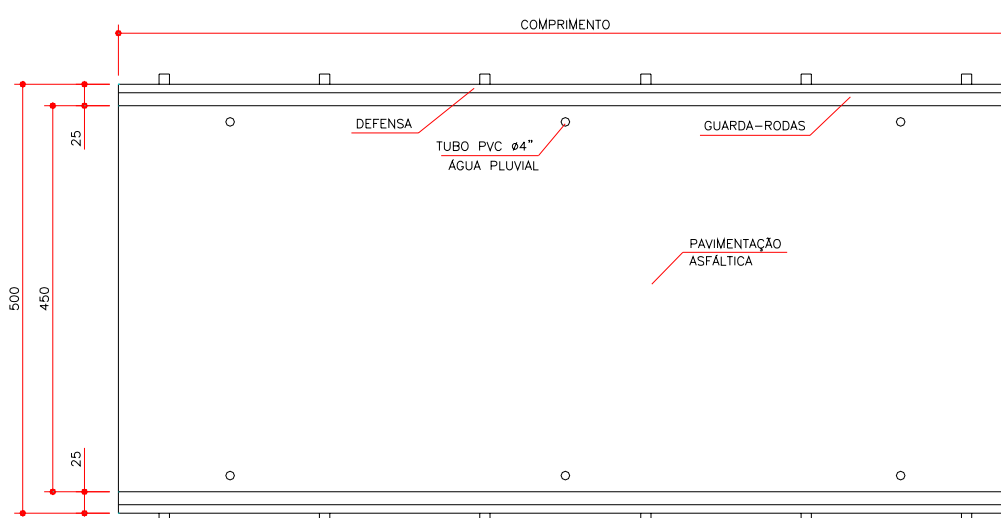 COMPRIMENTO
DEFENSA
GUARDA-RODAS
TUBO PVC ø4"
ÁGUA PLUVIAL
PAVIMENTAÇÃO
ASFÁLTICA
25
500
450
25